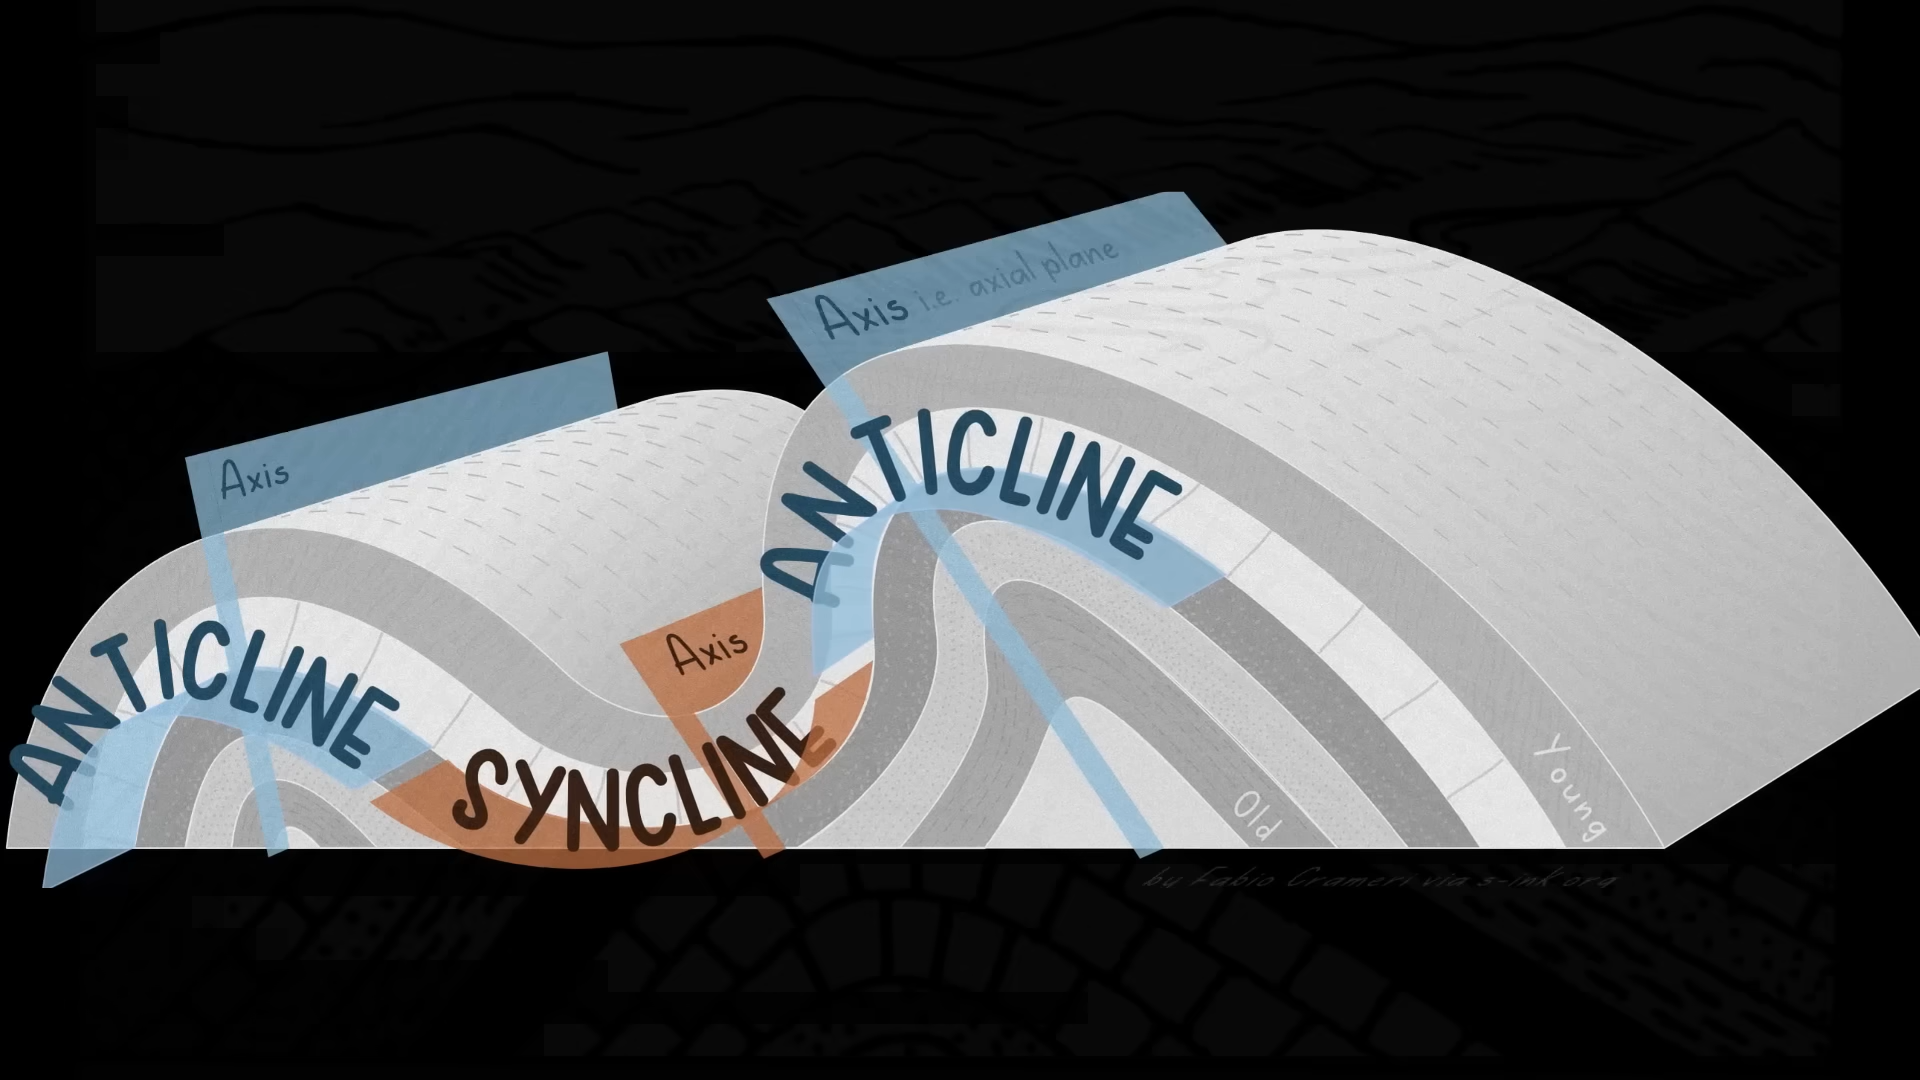 Axis i.e. axial plane
ANTICLINE
Axis
ANTICLINE
Axis
SYNCLINE
Old
Young
by Fabio Crameri via s-ink.org